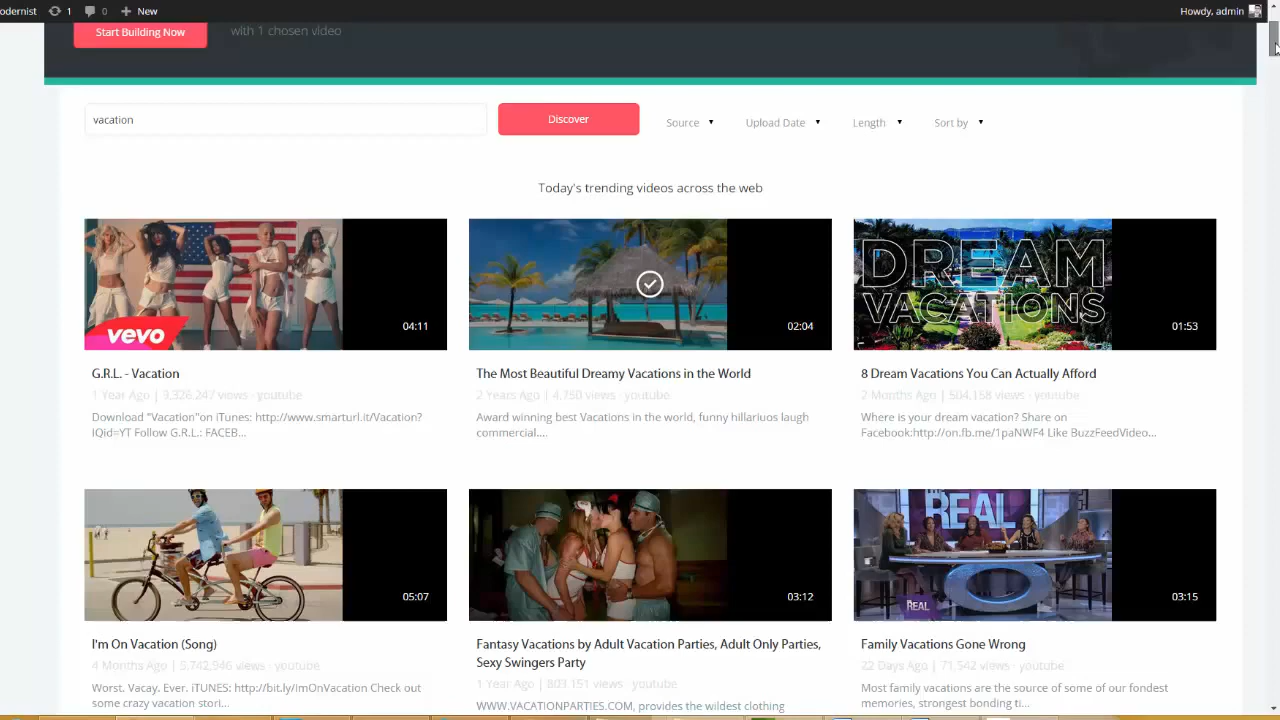 odernist 1 0 New Howdy, admin
Start Building Now with 1 chosen video
vacation Discover Source Upload Date Length Sort by
Today's trending videos across the web
vevo
04:11
02:04
DREAM
VACATIONS
01:53
G.R.L. - Vacation
1 Year Ago | 9,326,247 views · youtube
Download "Vacation"on iTunes: http://www.smarturl.it/Vacation?
IQid=YT Follow G.R.L.: FACEB...
The Most Beautiful Dreamy Vacations in the World
2 Years Ago | 4,750 views · youtube
Award winning best Vacations in the world, funny hillariuos laugh
commercial....
8 Dream Vacations You Can Actually Afford
2 Months Ago | 504,158 views · youtube
Where is your dream vacation? Share on
Facebook:http://on.fb.me/1paNWF4 Like BuzzFeedVideo...
05:07
03:12
REAL
REAL
03:15
I'm On Vacation (Song)
4 Months Ago | 5,742,946 views · youtube
Worst. Vacay. Ever. iTUNES: http://bit.ly/ImOnVacation Check out
some crazy vacation stori...
Fantasy Vacations by Adult Vacation Parties, Adult Only Parties,
Sexy Swingers Party
1 Year Ago | 803,151 views · youtube
WWW.VACATIONPARTIES.COM, provides the wildest clothing
Family Vacations Gone Wrong
22 Days Ago | 71,542 views · youtube
Most family vacations are the source of some of our fondest
memories, strongest bonding ti...